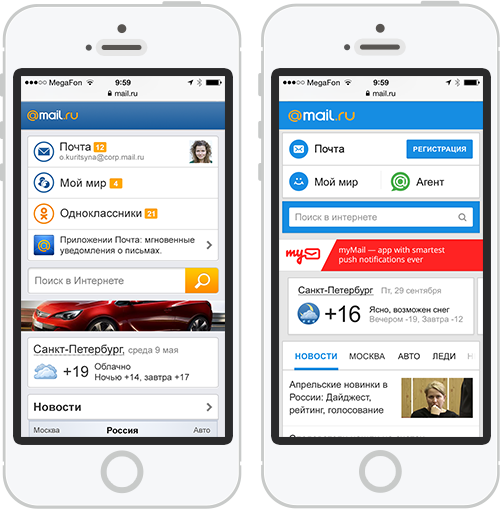 MegaFon 9:59
mail.ru
@mail.ru
Почта 12
o.kuritsyna@corp.mail.ru
Мой мир 4
Одноклассники 21
Приложении Почта: мгновенные
уведомления о письмах.
Поиск в Интернете
Санкт-Петербург, среда 9 мая
+19 Облачно
Ночью +14, завтра +17
Новости
Москва Россия Авто
MegaFon 9:59
mail.ru
@mail.ru
Почта РЕГИСТРАЦИЯ
Мой мир Агент
Поиск в интернете
my myMail — app with smartest
push notifications ever
Санкт-Петербург Пт, 29 сентября
+16 Ясно, возможен снег
Вечером -19, Завтра -12
НОВОСТИ МОСКВА АВТО ЛЕДИ Н
Апрельские новинки в
России: Дайджест,
рейтинг, голосование